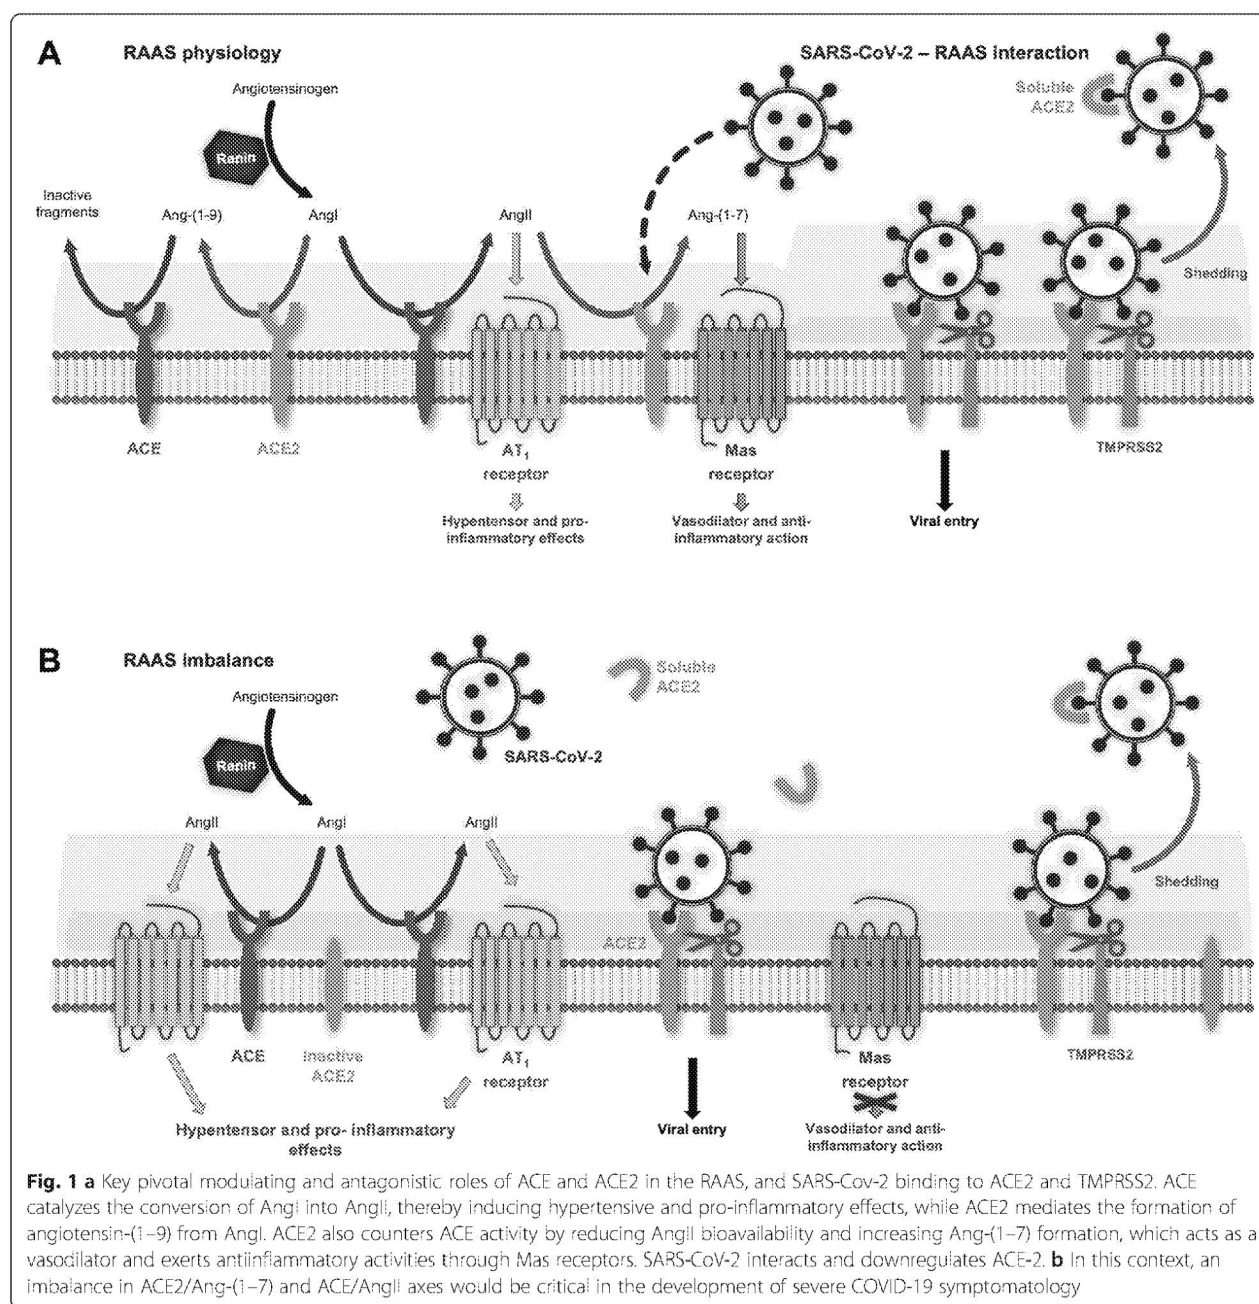 A
RAAS physiology
SARS-CoV-2 – RAAS interaction
Angiotensinogen
Soluble
ACE2
Renin
Inactive
fragments
Ang-(1-9)
AngI
AngII
Ang-(1-7)
Shedding
ACE
ACE2
AT1
receptor
Mas
receptor
TMPRSS2
Hypentensor and pro-
inflammatory effects
Vasodilator and anti-
inflammatory action
Viral entry
B
RAAS imbalance
Soluble
ACE2
Angiotensinogen
SARS-CoV-2
Renin
AngII
AngI
AngII
Shedding
ACE2
ACE
Inactive
ACE2
AT1
receptor
Mas
receptor
TMPRSS2
Hypentensor and pro- inflammatory
effects
Viral entry
Vasodilator and anti-
inflammatory action
Fig. 1 a Key pivotal modulating and antagonistic roles of ACE and ACE2 in the RAAS, and SARS-Cov-2 binding to ACE2 and TMPRSS2. ACE
catalyzes the conversion of AngI into AngII, thereby inducing hypertensive and pro-inflammatory effects, while ACE2 mediates the formation of
angiotensin-(1–9) from AngI. ACE2 also counters ACE activity by reducing AngII bioavailability and increasing Ang-(1–7) formation, which acts as a
vasodilator and exerts antiinflammatory activities through Mas receptors. SARS-CoV-2 interacts and downregulates ACE-2. b In this context, an
imbalance in ACE2/Ang-(1–7) and ACE/AngII axes would be critical in the development of severe COVID-19 symptomatology